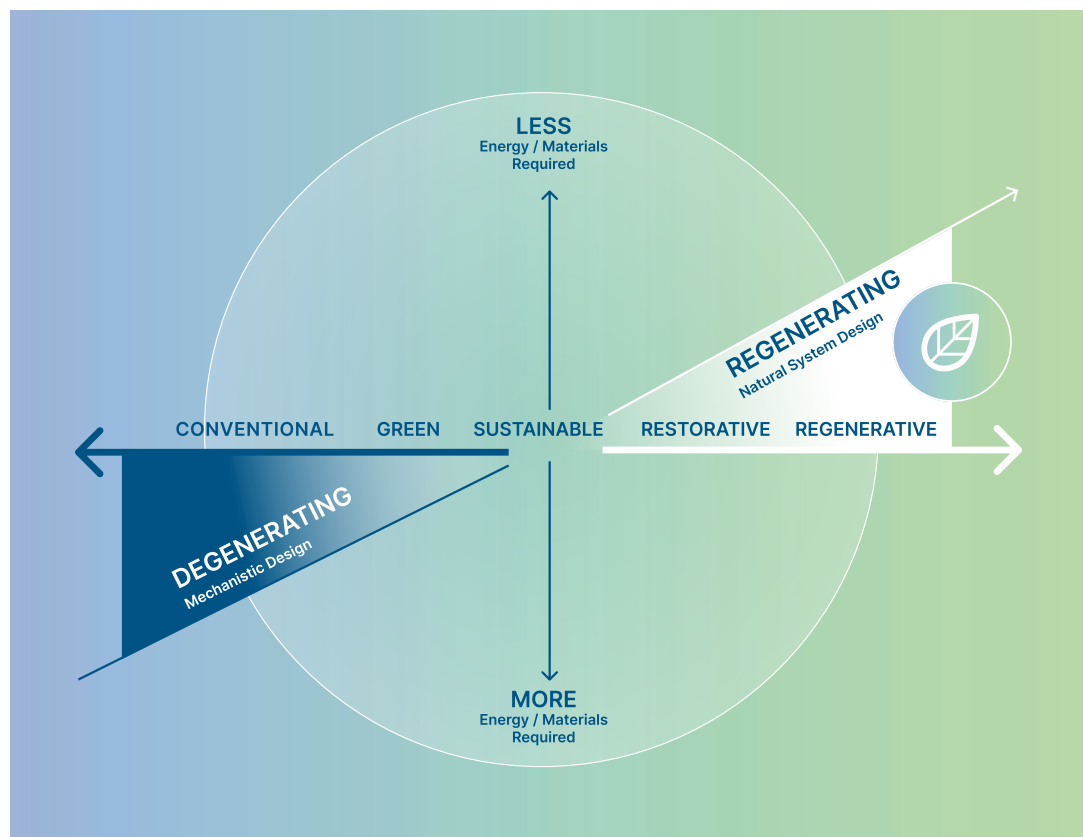 LESS
Energy / Materials
Required
REGENERATING
Natural System Design
CONVENTIONAL
GREEN
SUSTAINABLE
RESTORATIVE
REGENERATIVE
DEGENERATING
Mechanistic Design
MORE
Energy / Materials
Required